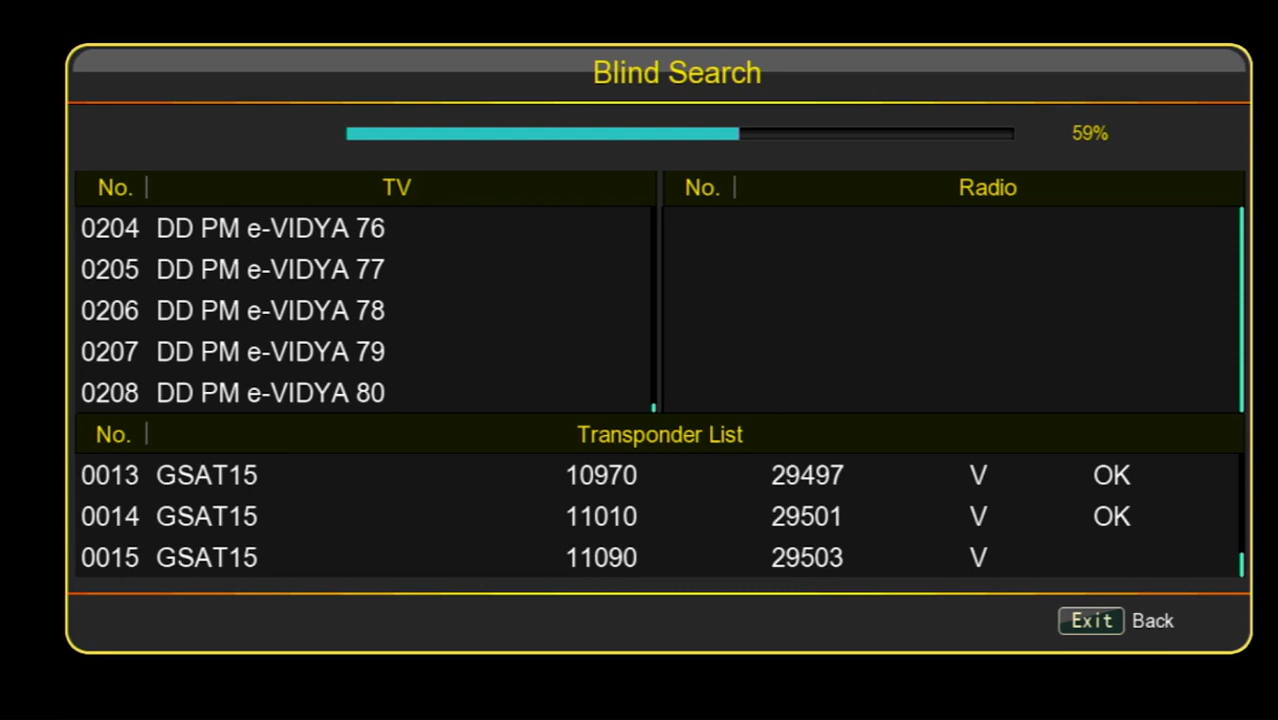 Blind Search
59%
No. TV No. Radio
0204 DD PM e-VIDYA 76
0205 DD PM e-VIDYA 77
0206 DD PM e-VIDYA 78
0207 DD PM e-VIDYA 79
0208 DD PM e-VIDYA 80
No. Transponder List
0013 GSAT15 10970 29497 V OK
0014 GSAT15 11010 29501 V OK
0015 GSAT15 11090 29503 V
Exit Back